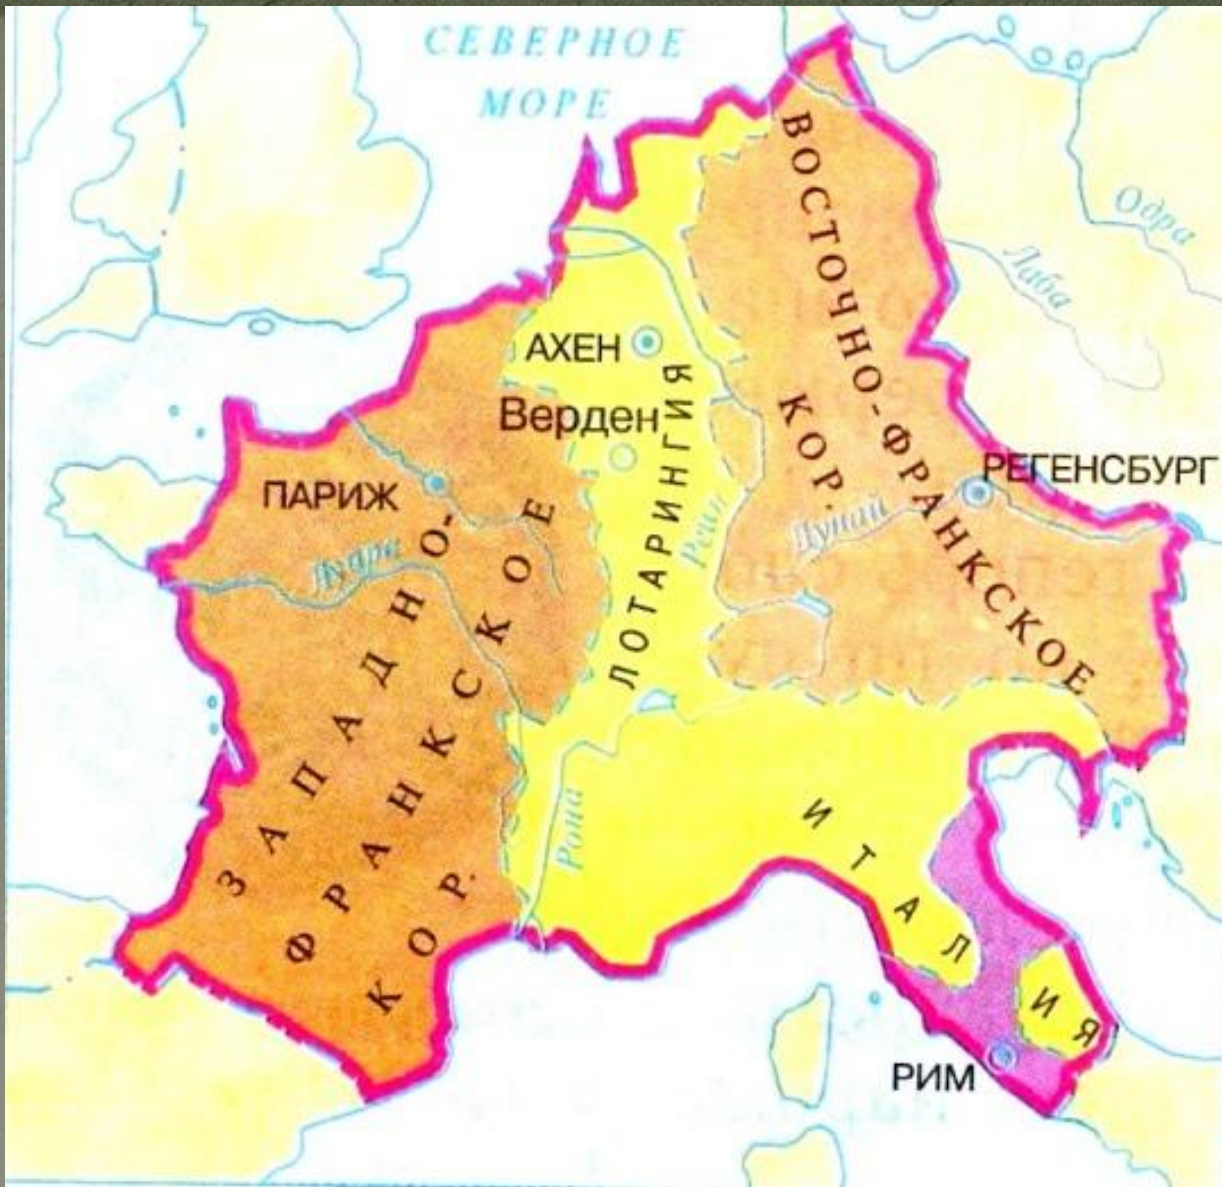 СЕВЕРНОЕ
МОРЕ
ВОСТОЧНО-ФРАНКСКОЕ
КОР.
Одра
Лаба
АХЕН
Верден
ЛОТАРИНГИЯ
РЕГЕНСБУРГ
ПАРИЖ
Рейн
Дунай
Луара
ЗАПАДНО-
ФРАНКСКОЕ
КОР.
Рона
ИТАЛИЯ
РИМ